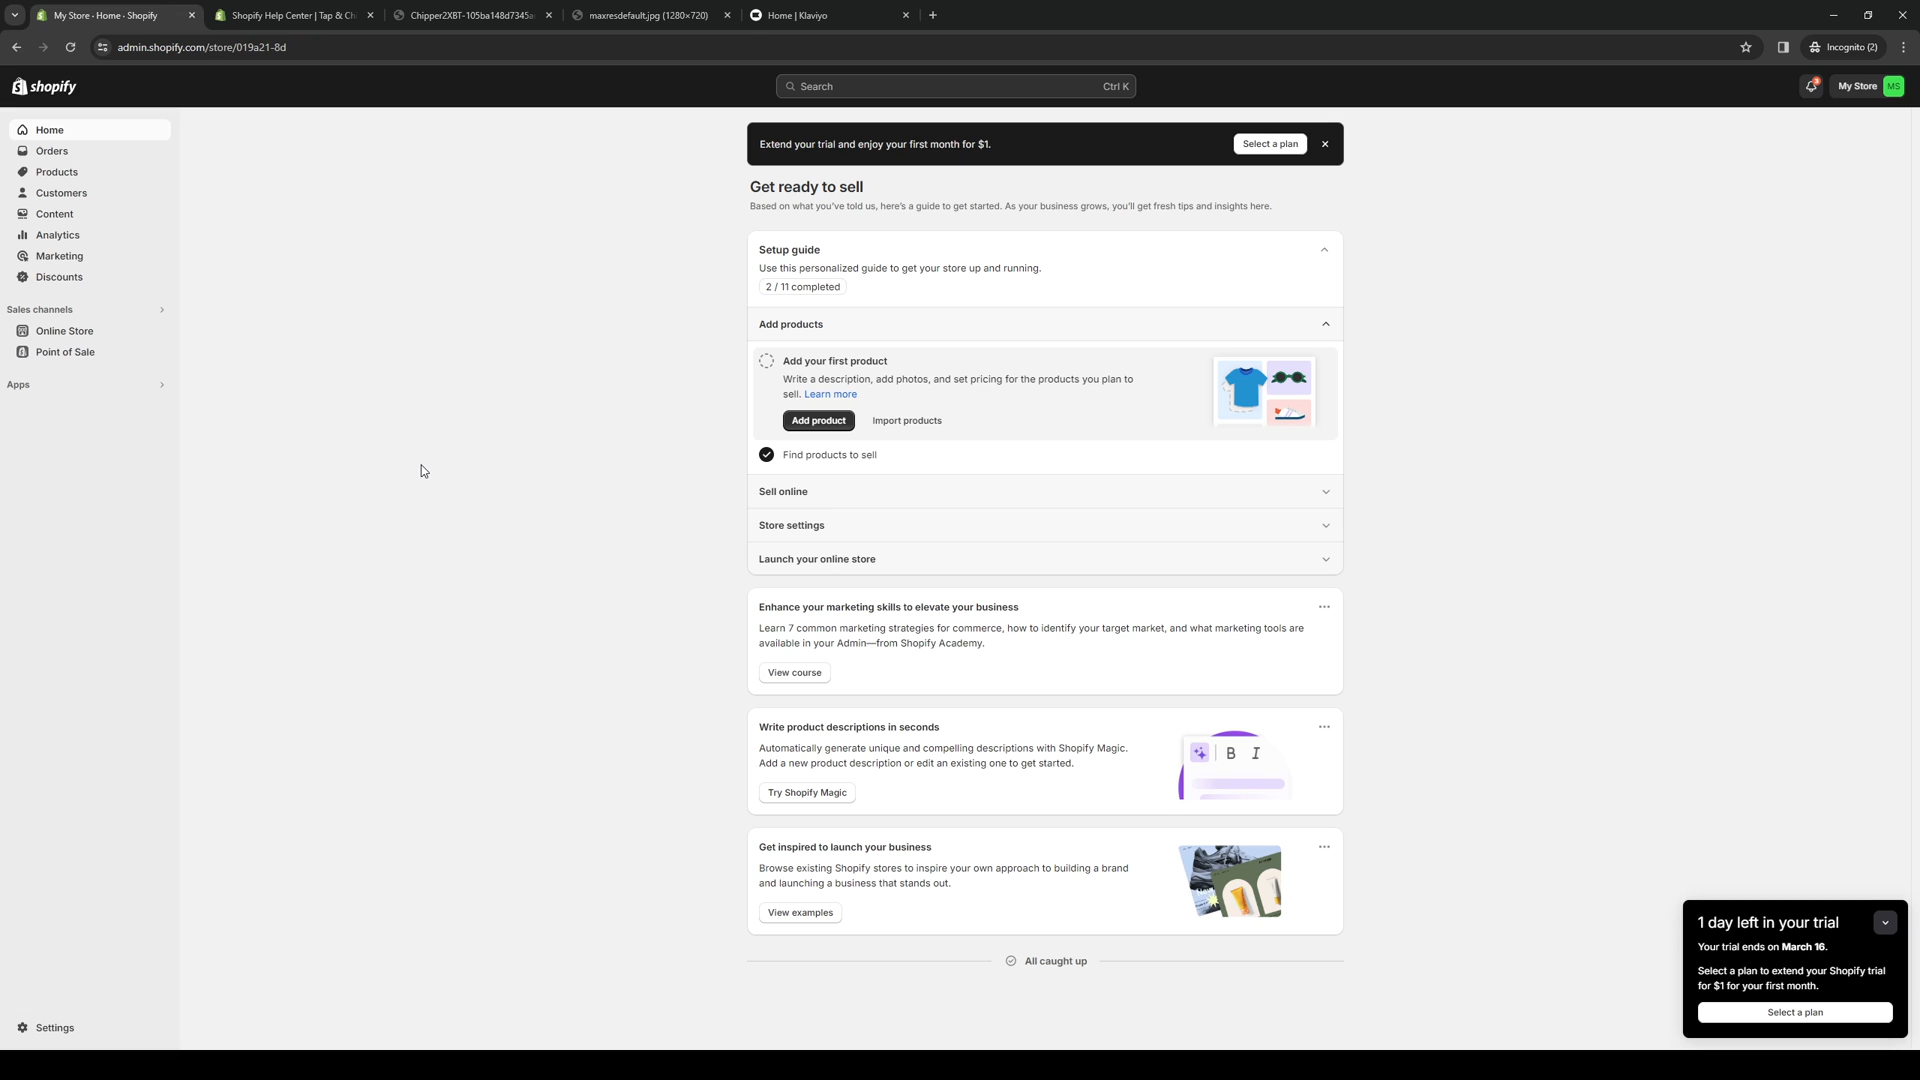 My Store · Home · Shopify
Shopify Help Center | Tap & Chi
Chipper2XBT-105ba148d7345a
maxresdefault.jpg (1280×720)
Home | Klaviyo
admin.shopify.com/store/019a21-8d
Incognito (2)
shopify
Search
Ctrl K
3
My Store
MS
Home
Orders
Products
Customers
Content
Analytics
Marketing
Discounts
Sales channels
Online Store
Point of Sale
Apps
Settings
Extend your trial and enjoy your first month for $1.
Select a plan
Get ready to sell
Based on what you've told us, here's a guide to get started. As your business grows, you'll get fresh tips and insights here.
Setup guide
Use this personalized guide to get your store up and running.
2 / 11 completed
Add products
Add your first product
Write a description, add photos, and set pricing for the products you plan to
sell. Learn more
Add product
Import products
Find products to sell
Sell online
Store settings
Launch your online store
Enhance your marketing skills to elevate your business
Learn 7 common marketing strategies for commerce, how to identify your target market, and what marketing tools are
available in your Admin—from Shopify Academy.
View course
Write product descriptions in seconds
Automatically generate unique and compelling descriptions with Shopify Magic.
Add a new product description or edit an existing one to get started.
Try Shopify Magic
B I
Get inspired to launch your business
Browse existing Shopify stores to inspire your own approach to building a brand
and launching a business that stands out.
View examples
All caught up
1 day left in your trial
Your trial ends on March 16.
Select a plan to extend your Shopify trial
for $1 for your first month.
Select a plan